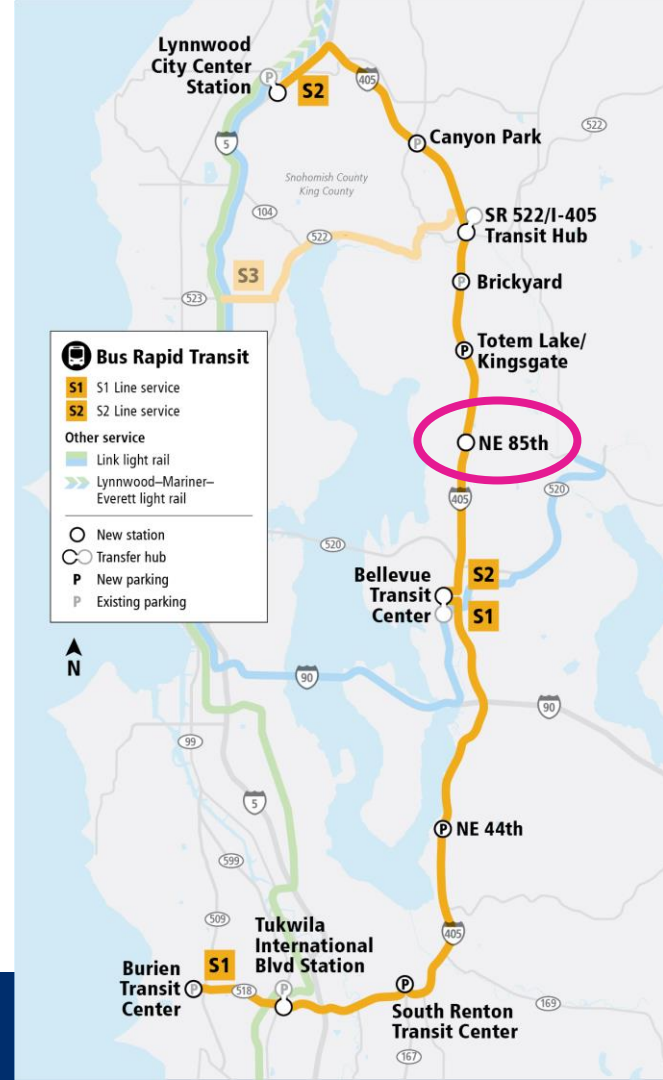 Lynnwood
City Center
Station
P
S2
405
Canyon Park
P
522
5
Snohomish County
King County
104
522
SR 522/I-405
Transit Hub
S3
523
P
Brickyard
Totem Lake/
Kingsgate
P
Bus Rapid Transit
S1 S1 Line service
S2 S2 Line service
Other service
Link light rail
Lynnwood–Mariner–
Everett light rail
New station
Transfer hub
P New parking
P Existing parking
N
NE 85th
405
520
520
Bellevue
Transit
Center
S2
S1
90
90
99
5
P NE 44th
599
509
405
Tukwila
International
Blvd Station
P
Burien
Transit
Center
P
S1
518
P
South Renton
Transit Center
169
167